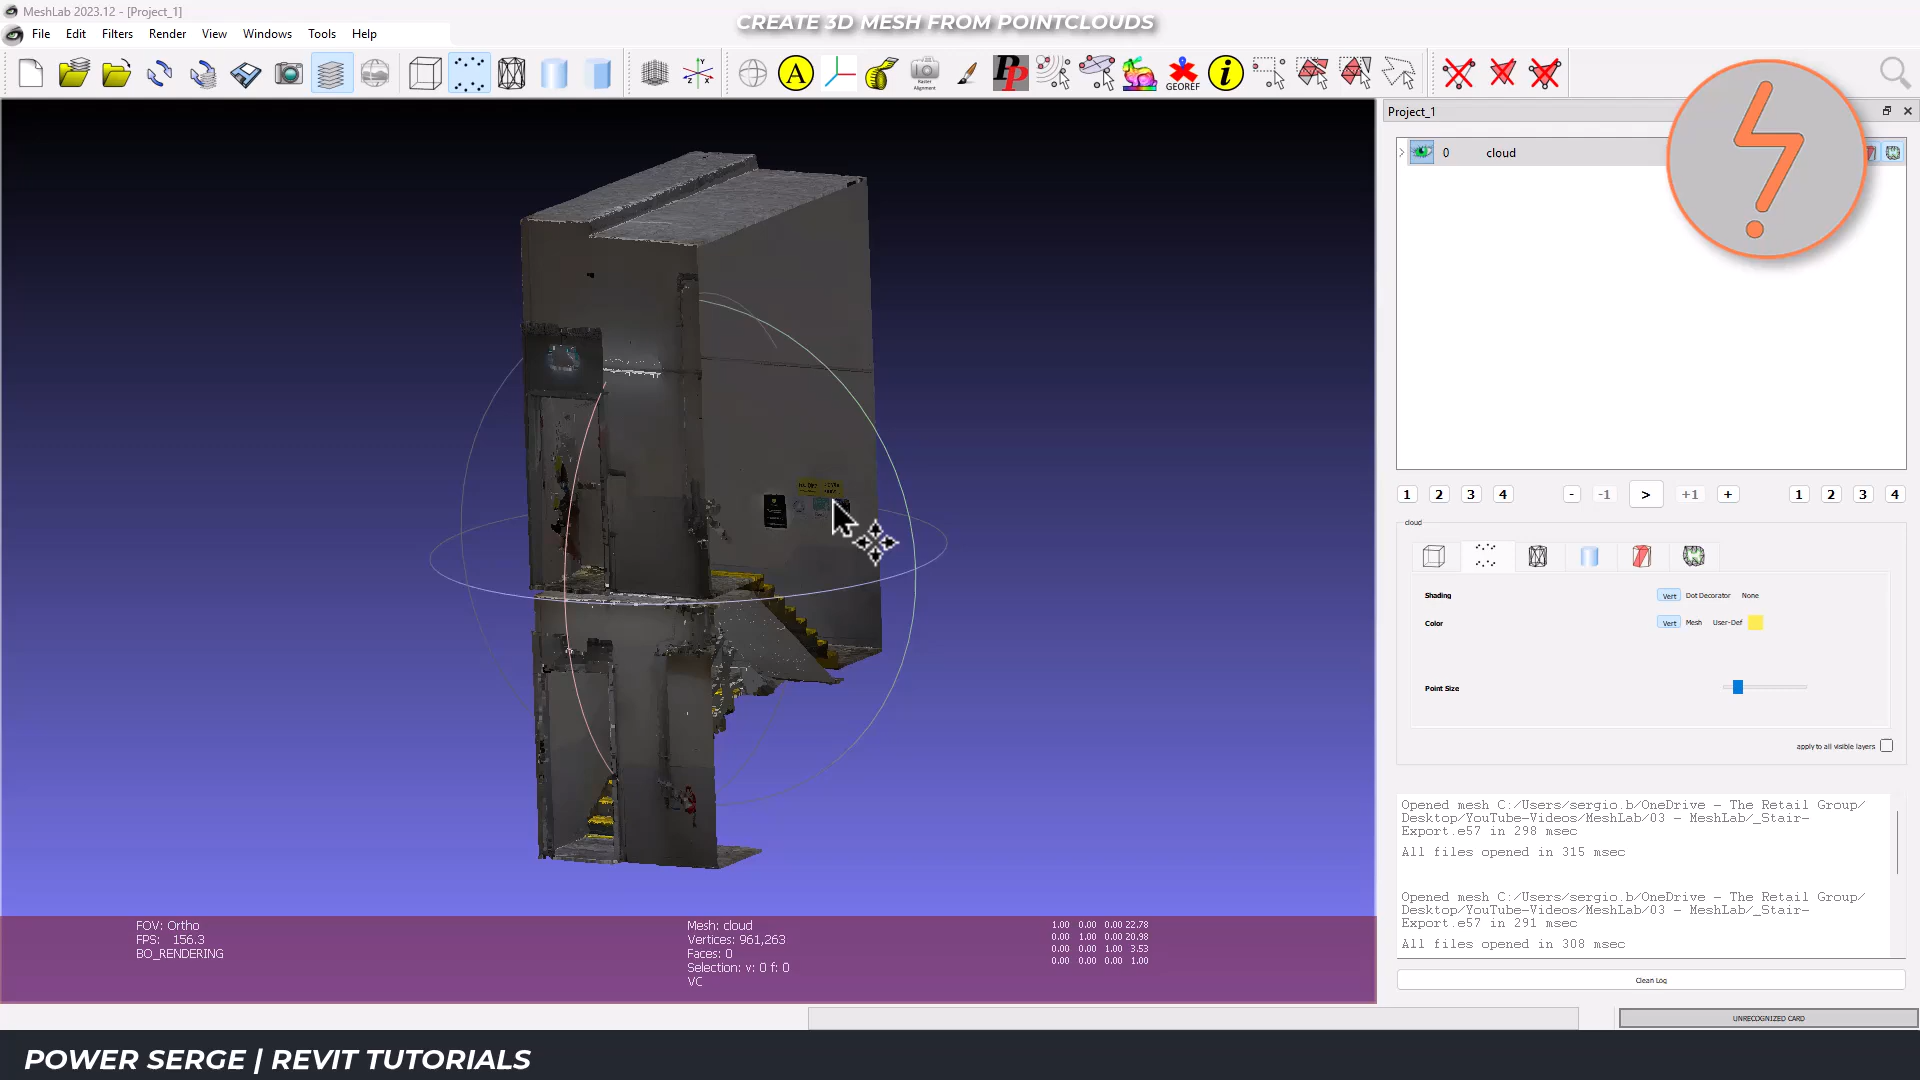 MeshLab 2023.12 - [Project_1]
CREATE 3D MESH FROM POINTCLOUDS
File Edit Filters Render View Windows Tools Help
A
PP
GEOREF
i
Raster
Alignment
Project_1
0 cloud
1 2 3 4 - -1 > +1 + 1 2 3 4
cloud
Shading Vert Dot Decorator None
Color Vert Mesh User-Def
Point Size
apply to all visible layers
Opened mesh C:/Users/sergio.b/OneDrive - The Retail Group/
Desktop/YouTube-Videos/MeshLab/03 - MeshLab/_Stair-
Export.e57 in 298 msec
All files opened in 315 msec
Opened mesh C:/Users/sergio.b/OneDrive - The Retail Group/
Desktop/YouTube-Videos/MeshLab/03 - MeshLab/_Stair-
Export.e57 in 291 msec
All files opened in 308 msec
Clean Log
FOV: Ortho
FPS: 156.3
BO_RENDERING
Mesh: cloud
Vertices: 961,263
Faces: 0
Selection: v: 0 f: 0
VC
1.00 0.00 0.00 22.78
0.00 1.00 0.00 20.98
0.00 0.00 1.00 3.53
0.00 0.00 0.00 1.00
UNRECOGNIZED CARD
POWER SERGE | REVIT TUTORIALS